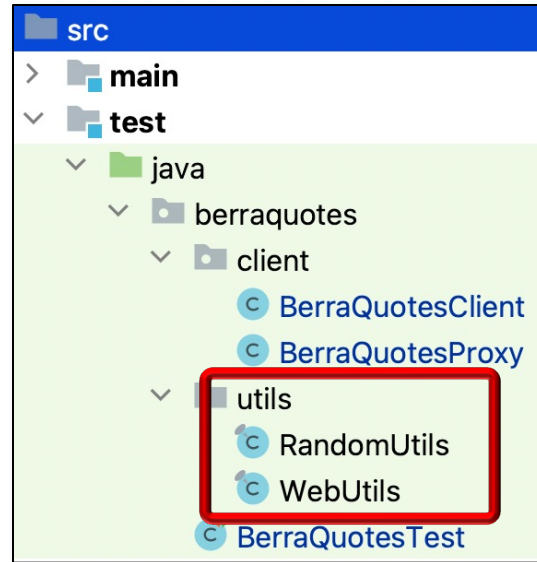 src
main
test
java
berraquotes
client
C BerraQuotesClient
C BerraQuotesProxy
utils
C RandomUtils
C WebUtils
C BerraQuotesTest